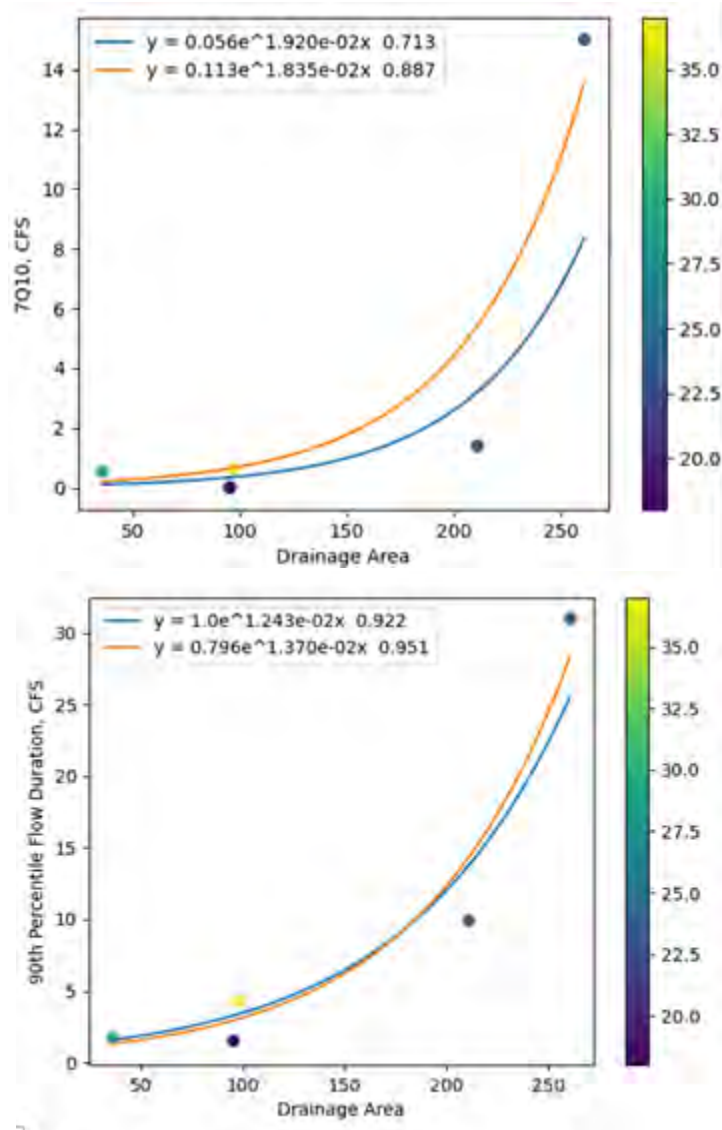 y = 0.056e^1.920e-02x 0.713
y = 0.113e^1.835e-02x 0.887
14
12
10
8
6
4
2
0
7Q10, CFS
50 100 150 200 250
Drainage Area
35.0
32.5
30.0
27.5
25.0
22.5
20.0
y = 1.0e^1.243e-02x 0.922
y = 0.796e^1.370e-02x 0.951
30
25
20
15
10
5
0
90th Percentile Flow Duration, CFS
50 100 150 200 250
Drainage Area
35.0
32.5
30.0
27.5
25.0
22.5
20.0